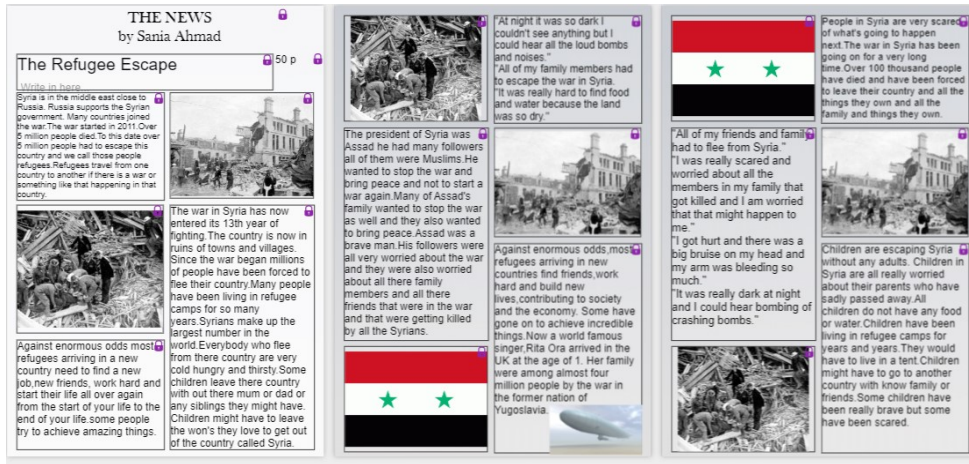 THE NEWS
by Sania Ahmad
The Refugee Escape
50 p
Write in here...
Syria is in the middle east close to
Russia. Russia supports the Syrian
government. Many countries joined
the war.The war started in 2011.Over
5 million people died.To this date over
5 million people had to escape this
country and we call those people
refugees.Refugees travel from one
country to another if there is a war or
something like that happening in that
country.
The war in Syria has now
entered its 13th year of
fighting.The country is now in
ruins of towns and villages.
Since the war began millions
of people have been forced to
flee their country.Many people
have been living in refugee
camps for so many
years.Syrians make up the
largest number in the
world.Everybody who flee
from there country are very
cold hungry and thirsty.Some
children leave there country
with out there mum or dad or
any siblings they might have.
Children might have to leave
the won's they love to get out
of the country called Syria.
Against enormous odds most
refugees arriving in a new
country need to find a new
job,new friends, work hard and
start their life all over again
from the start of your life to the
end of your life.some people
try to achieve amazing things.
"At night it was so dark I
couldn't see anything but I
could hear all the loud bombs
and noises."
"All of my family members had
to escape the war in Syria.
"It was really hard to find food
and water because the land
was so dry."
The president of Syria was
Assad he had many followers
all of them were Muslims.He
wanted to stop the war and
bring peace and not to start a
war again.Many of Assad's
family wanted to stop the war
as well and they also wanted
to bring peace.Assad was a
brave man.His followers were
all very worried about the war
and they were also worried
about all there family
members and all there
friends that were in the war
and that were getting killed
by all the Syrians.
Against enormous odds,most
refugees arriving in new
countries find friends,work
hard and build new
lives,contributing to society
and the economy. Some have
gone on to achieve incredible
things.Now a world famous
singer,Rita Ora arrived in the
UK at the age of 1. Her family
were among almost four
million people by the war in
the former nation of
Yugoslavia.
People in Syria are very scared
of what's going to happen
next.The war in Syria has been
going on for a very long
time.Over 100 thousand people
have died and have been forced
to leave their country and all the
things they own and all the
family and things they own.
"All of my friends and family
had to flee from Syria."
"I was really scared and
worried about all the
members in my family that
got killed and I am worried
that that might happen to
me."
"I got hurt and there was a
big bruise on my head and
my arm was bleeding so
much."
"It was really dark at night
and I could hear bombing of
crashing bombs."
Children are escaping Syria
without any adults. Children in
Syria are all really worried
about their parents who have
sadly passed away.All
children do not have any food
or water.Children have been
living in refugee camps for
years and years.They would
have to live in a tent.Children
might have to go to another
country with know family or
friends.Some children have
been really brave but some
have been scared.